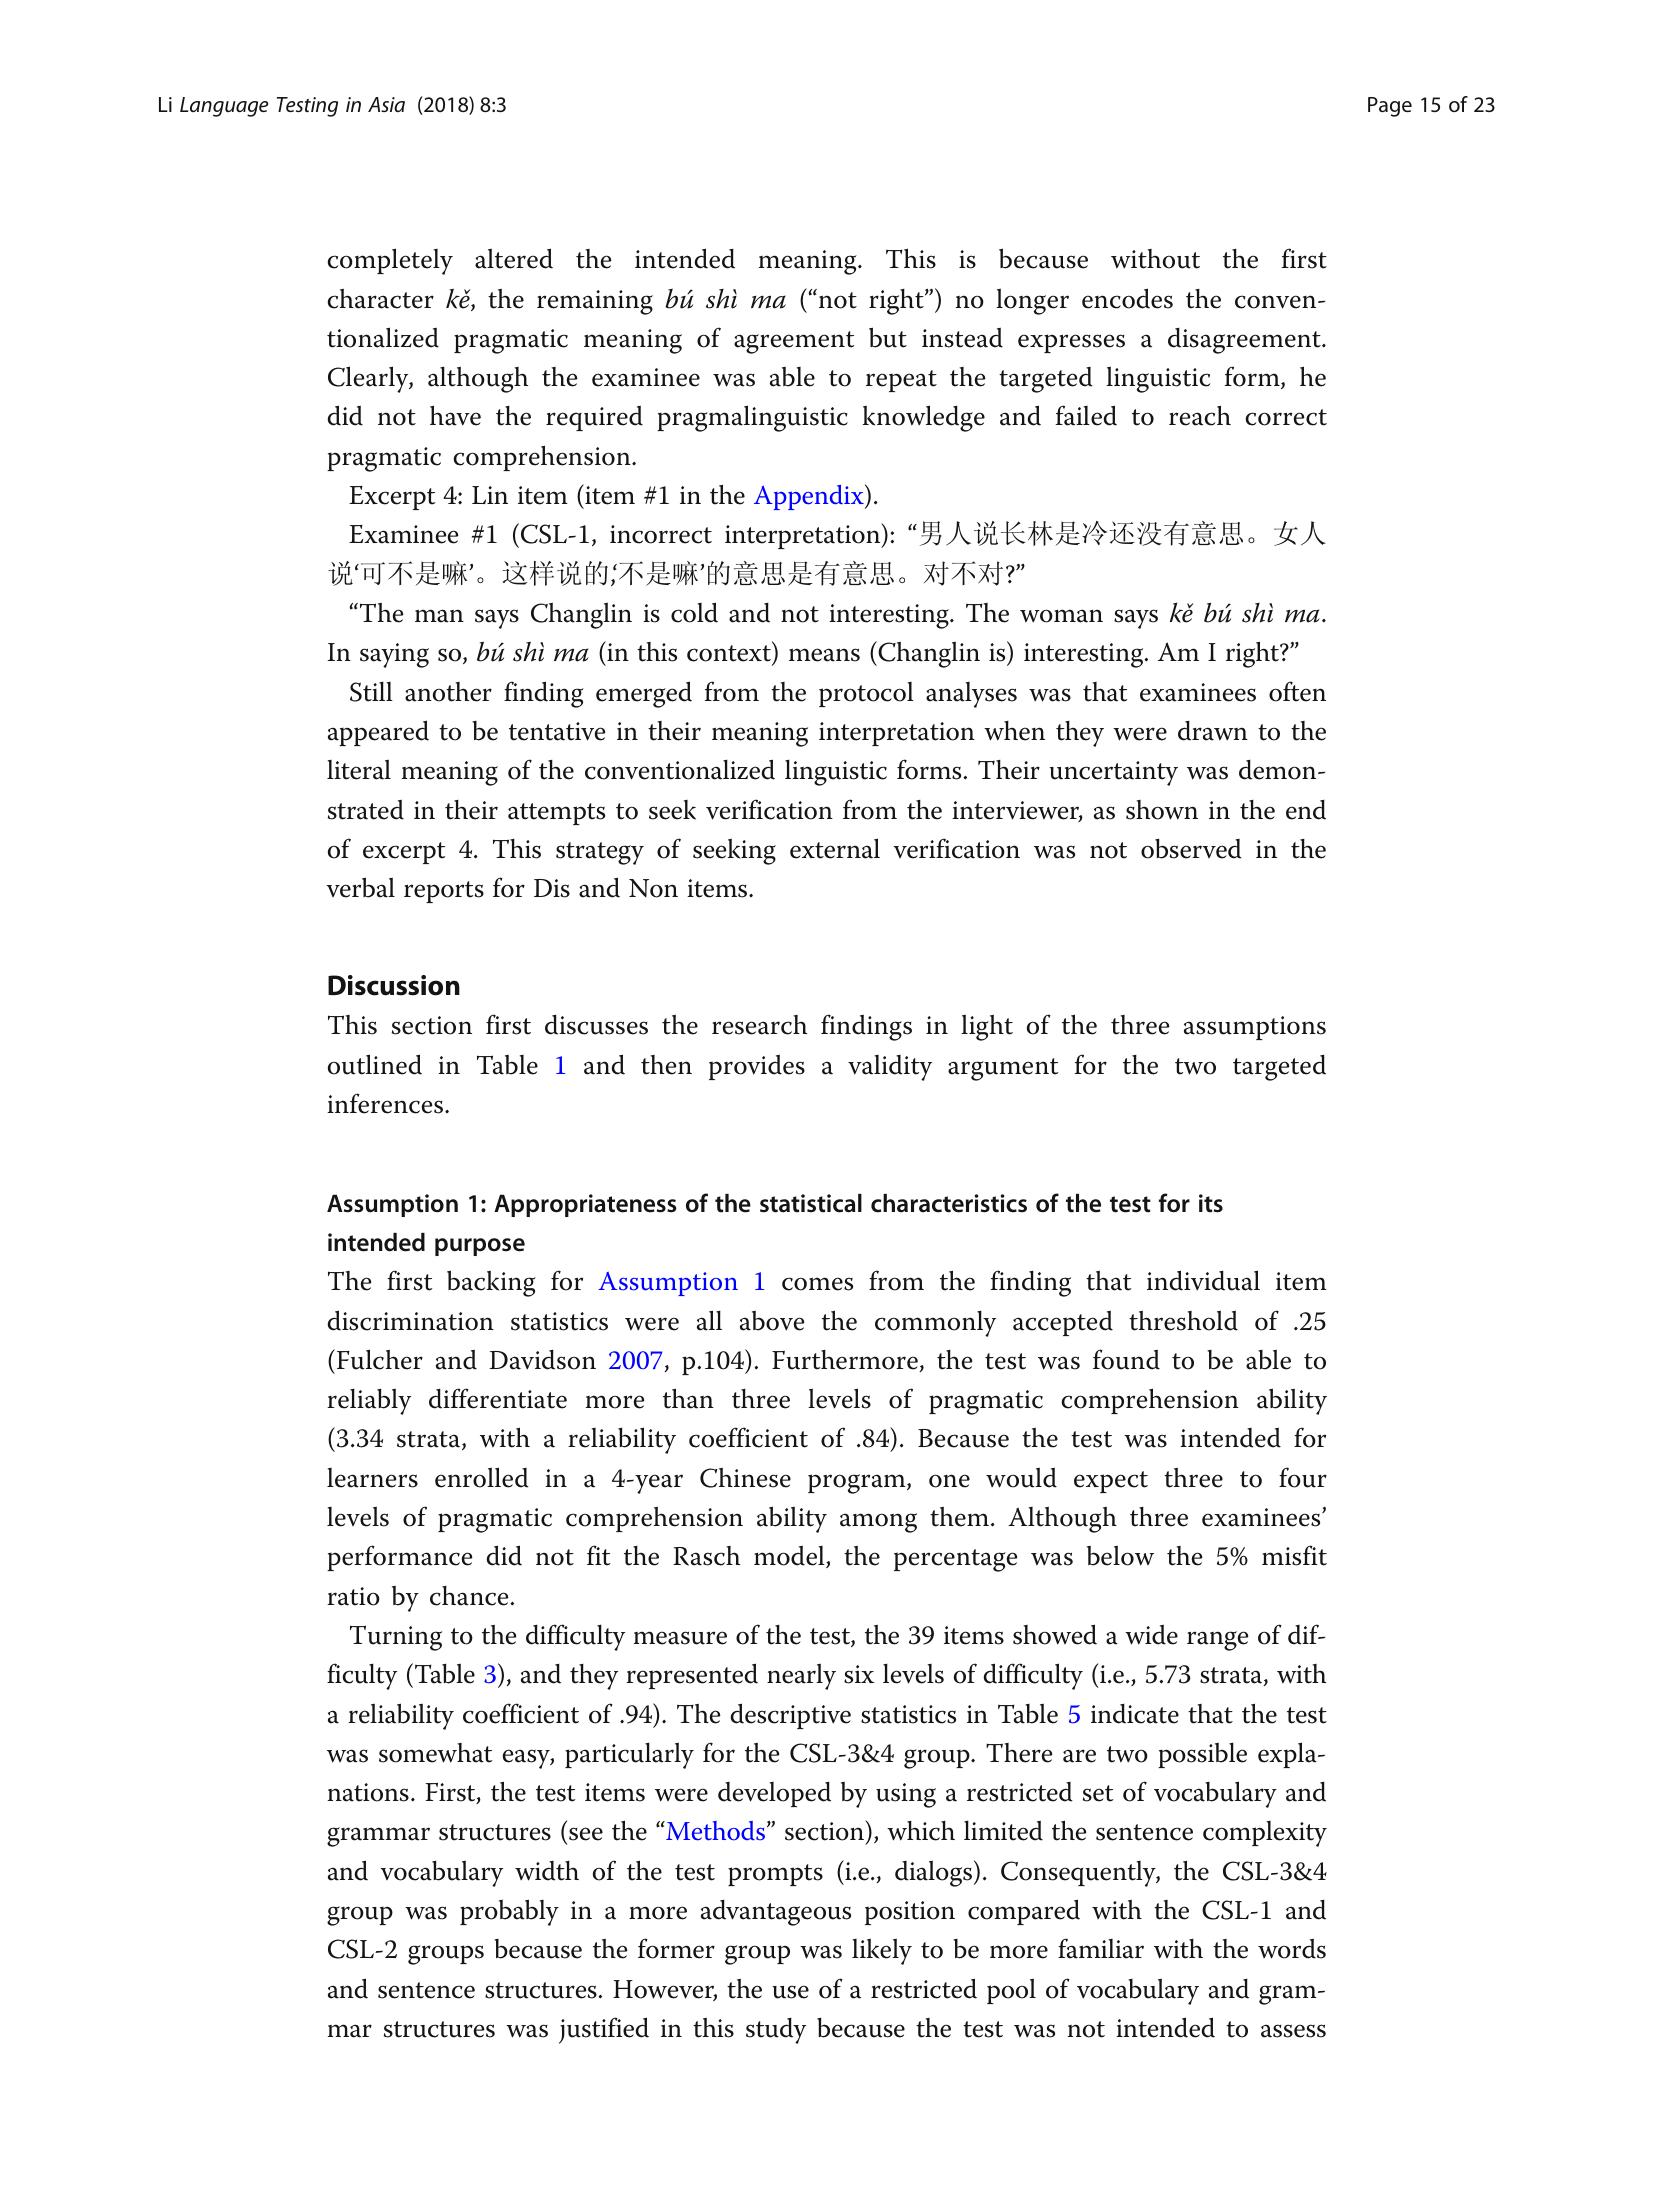 Li Language Testing in Asia (2018) 8:3
Page 15 of 23
completely altered the intended meaning. This is because without the first
character kě, the remaining bú shì ma (“not right”) no longer encodes the conven-
tionalized pragmatic meaning of agreement but instead expresses a disagreement.
Clearly, although the examinee was able to repeat the targeted linguistic form, he
did not have the required pragmalinguistic knowledge and failed to reach correct
pragmatic comprehension.
Excerpt 4: Lin item (item #1 in the Appendix).
Examinee #1 (CSL-1, incorrect interpretation): “男人说长林是冷还没有意思。女人
说‘可不是嘛’。这样说的;‘不是嘛’的意思是有意思。对不对?”
“The man says Changlin is cold and not interesting. The woman says kě bú shì ma.
In saying so, bú shì ma (in this context) means (Changlin is) interesting. Am I right?”
Still another finding emerged from the protocol analyses was that examinees often
appeared to be tentative in their meaning interpretation when they were drawn to the
literal meaning of the conventionalized linguistic forms. Their uncertainty was demon-
strated in their attempts to seek verification from the interviewer, as shown in the end
of excerpt 4. This strategy of seeking external verification was not observed in the
verbal reports for Dis and Non items.
Discussion
This section first discusses the research findings in light of the three assumptions
outlined in Table 1 and then provides a validity argument for the two targeted
inferences.
Assumption 1: Appropriateness of the statistical characteristics of the test for its
intended purpose
The first backing for Assumption 1 comes from the finding that individual item
discrimination statistics were all above the commonly accepted threshold of .25
(Fulcher and Davidson 2007, p.104). Furthermore, the test was found to be able to
reliably differentiate more than three levels of pragmatic comprehension ability
(3.34 strata, with a reliability coefficient of .84). Because the test was intended for
learners enrolled in a 4-year Chinese program, one would expect three to four
levels of pragmatic comprehension ability among them. Although three examinees’
performance did not fit the Rasch model, the percentage was below the 5% misfit
ratio by chance.
Turning to the difficulty measure of the test, the 39 items showed a wide range of dif-
ficulty (Table 3), and they represented nearly six levels of difficulty (i.e., 5.73 strata, with
a reliability coefficient of .94). The descriptive statistics in Table 5 indicate that the test
was somewhat easy, particularly for the CSL-3&4 group. There are two possible expla-
nations. First, the test items were developed by using a restricted set of vocabulary and
grammar structures (see the “Methods” section), which limited the sentence complexity
and vocabulary width of the test prompts (i.e., dialogs). Consequently, the CSL-3&4
group was probably in a more advantageous position compared with the CSL-1 and
CSL-2 groups because the former group was likely to be more familiar with the words
and sentence structures. However, the use of a restricted pool of vocabulary and gram-
mar structures was justified in this study because the test was not intended to assess